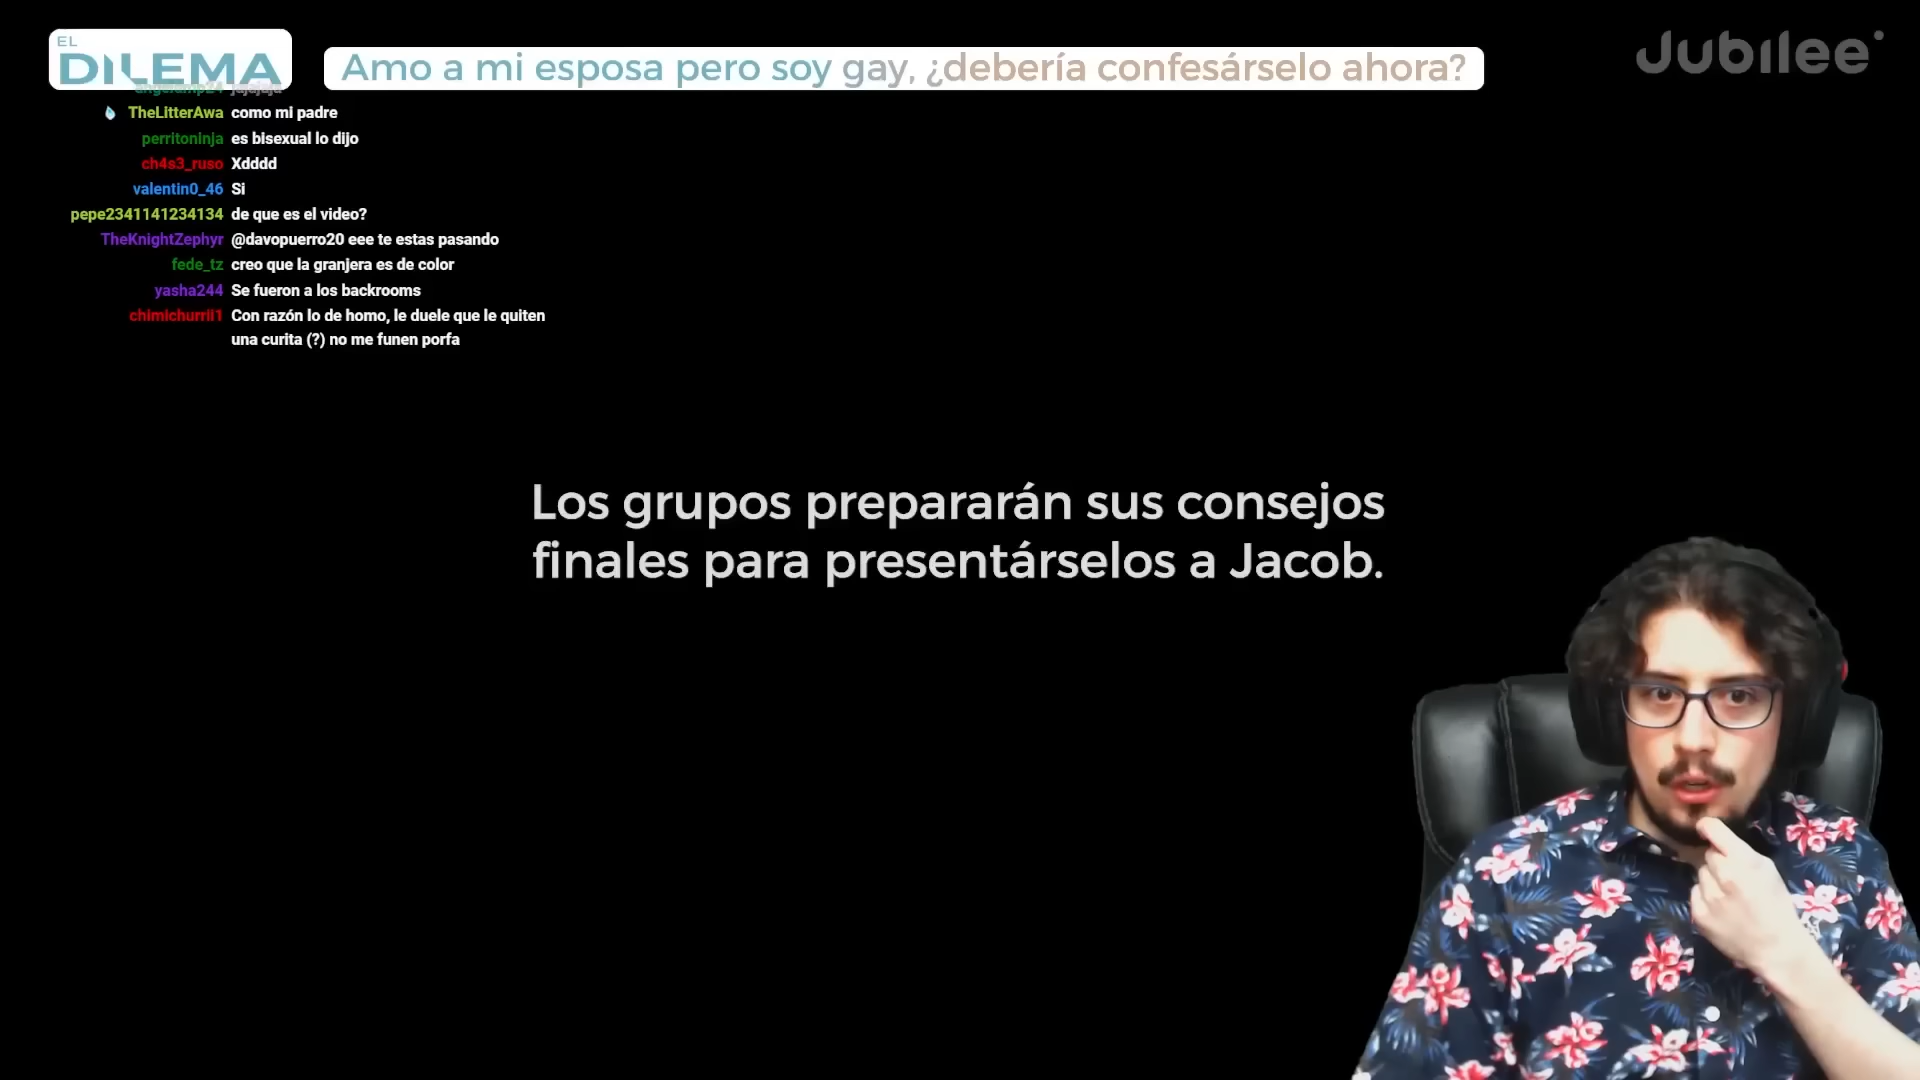 EL
DILEMA
Amo a mi esposa pero soy gay, ¿debería confesárselo ahora?
Jubilee
jajajaja
TheLitterAwa como mi padre
perritoninja es bisexual lo dijo
ch4s3_ruso Xdddd
valentin0_46 Si
pepe2341141234134 de que es el video?
TheKnightZephyr @davopuerro20 eee te estas pasando
fede_tz creo que la granjera es de color
yasha244 Se fueron a los backrooms
chimichurril1 Con razón lo de homo, le duele que le quiten
una curita (?) no me funen porfa
Los grupos prepararán sus consejos
finales para presentárselos a Jacob.